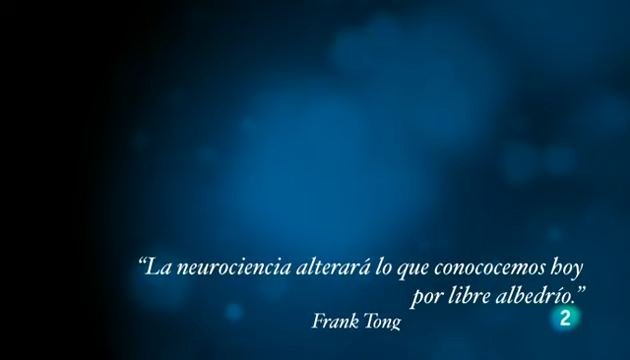 “La neurociencia alterará lo que conococemos hoy
por libre albedrío.”
Frank Tong
2